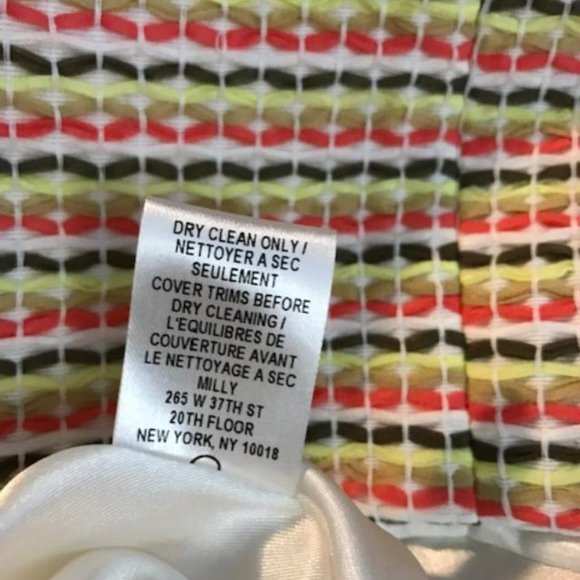 DRY CLEAN ONLY /
NETTOYER A SEC
SEULEMENT
COVER TRIMS BEFORE
DRY CLEANING /
L'EQUILIBRES DE
COUVERTURE AVANT
LE NETTOYAGE A SEC
MILLY
265 W 37TH ST
20TH FLOOR
NEW YORK, NY 10018